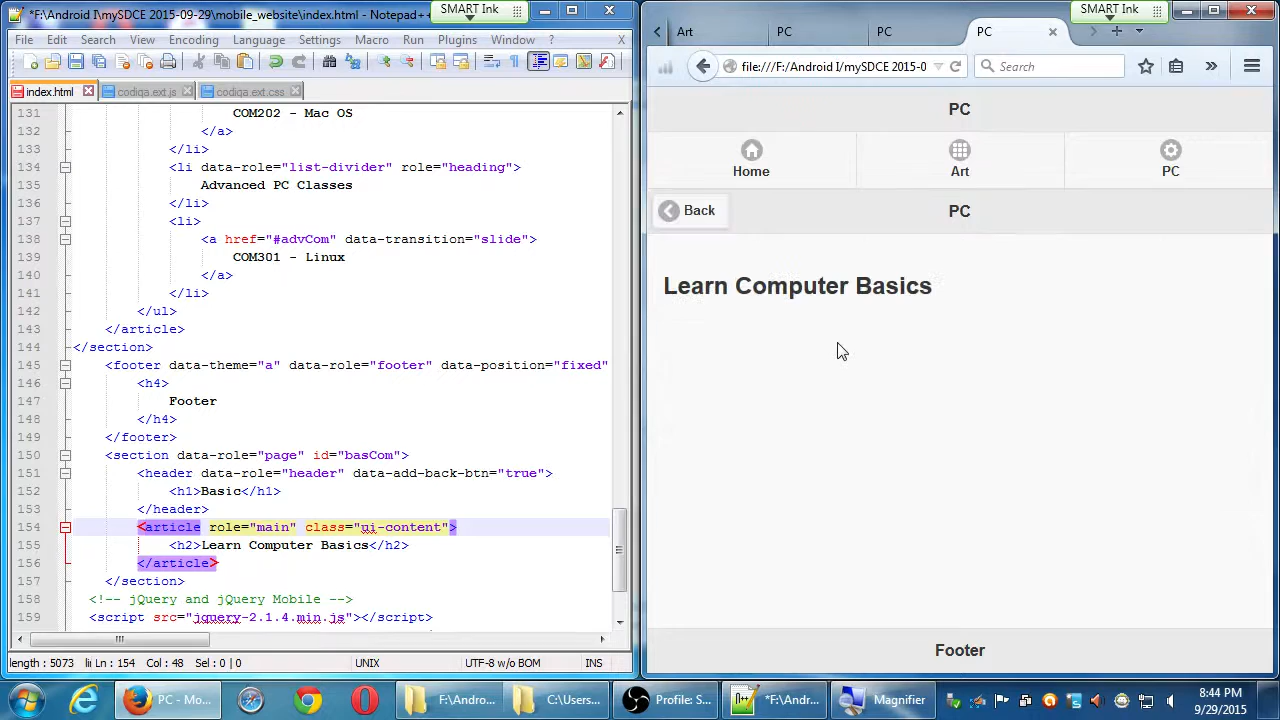 *F:\Android I\mySDCE 2015-09-29\mobile_website\index.html - Notepad++
SMART Ink
File Edit Search View Encoding Language Settings Macro Run Plugins Window ? X
index.html codiqa.ext.js codiqa.ext.css
131 COM202 - Mac OS
132 </a>
133 </li>
134 <li data-role="list-divider" role="heading">
135 Advanced PC Classes
136 </li>
137 <li>
138 <a href="#advCom" data-transition="slide">
139 COM301 - Linux
140 </a>
141 </li>
142 </ul>
143 </article>
144 </section>
145 <footer data-theme="a" data-role="footer" data-position="fixed"
146 <h4>
147 Footer
148 </h4>
149 </footer>
150 <section data-role="page" id="basCom">
151 <header data-role="header" data-add-back-btn="true">
152 <h1>Basic</h1>
153 </header>
154 <article role="main" class="ui-content">
155 <h2>Learn Computer Basics</h2>
156 </article>
157 </section>
158 <!-- jQuery and jQuery Mobile -->
159 <script src="jquery-2.1.4.min.js"></script>
length : 5073 li Ln : 154 Col : 48 Sel : 0 | 0 UNIX UTF-8 w/o BOM INS
SMART Ink
Art PC PC PC
file:///F:/Android I/mySDCE 2015-0 Search
PC
Home Art PC
Back PC
Learn Computer Basics
Footer
PC - Mo... F:\Andro... C:\Users... Profile: S... *F:\Andr... Magnifier
8:44 PM
9/29/2015